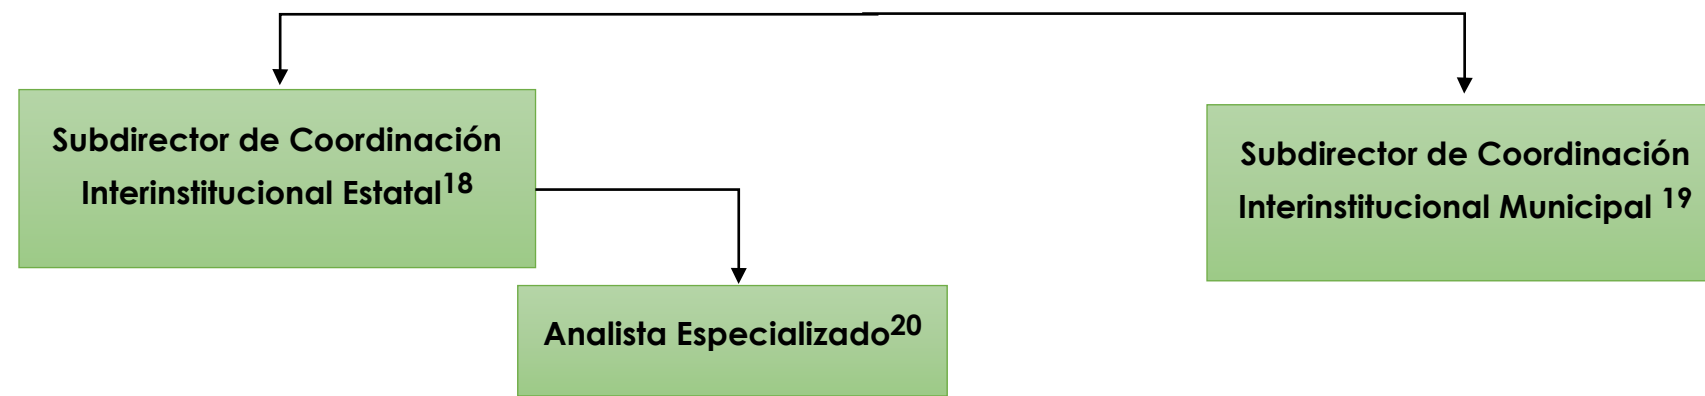 Subdirector de Coordinación
Interinstitucional Estatal18
Subdirector de Coordinación
Interinstitucional Municipal 19
Analista Especializado20